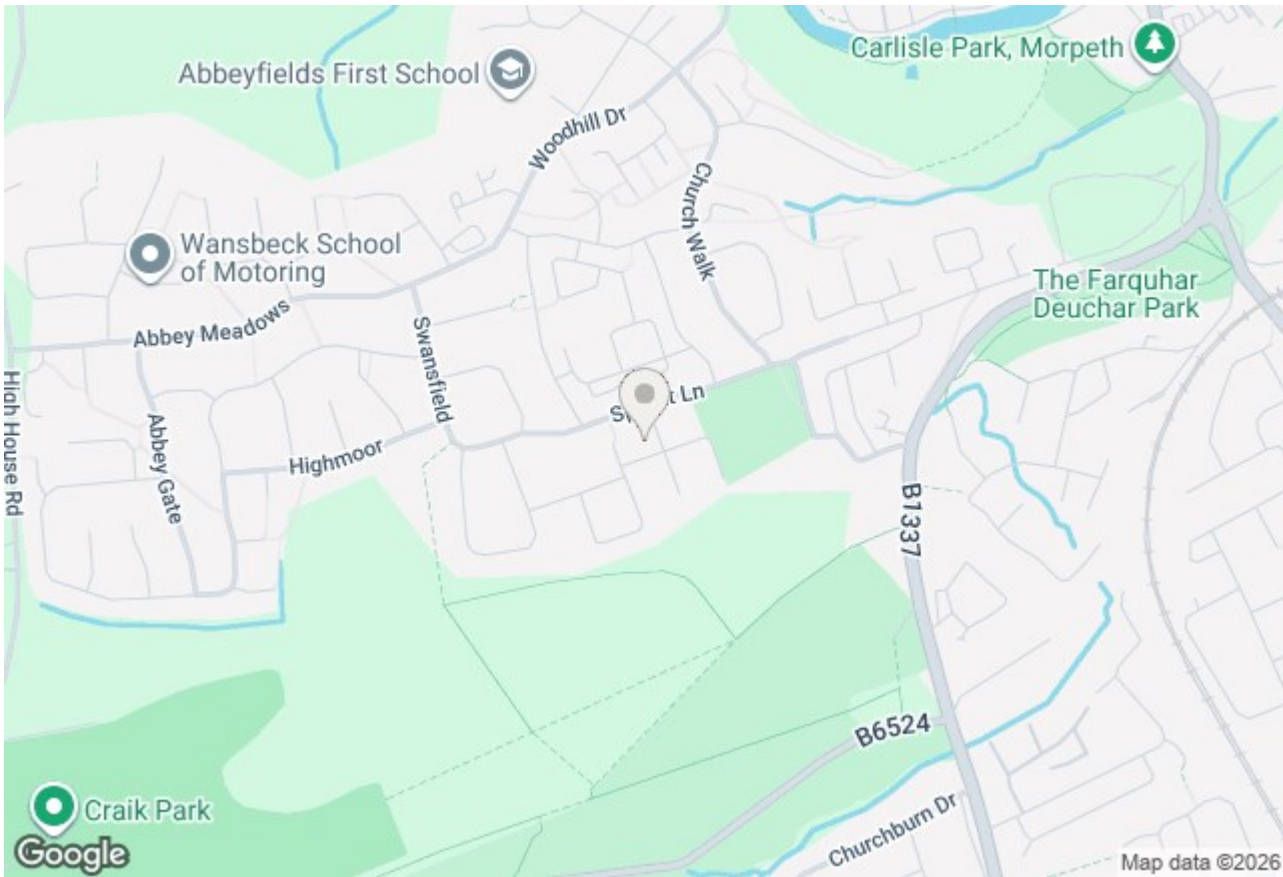 Carlisle Park, Morpeth
Abbeyfields First School
Woodhill Dr
Church Walk
Wansbeck School
of Motoring
The Farquhar
Deuchar Park
Abbey Meadows
Swansfield
Ln
High House Rd
Abbey Gate
Highmoor
B1337
B6524
Craik Park
Churchburn Dr
Google
Map data ©2026